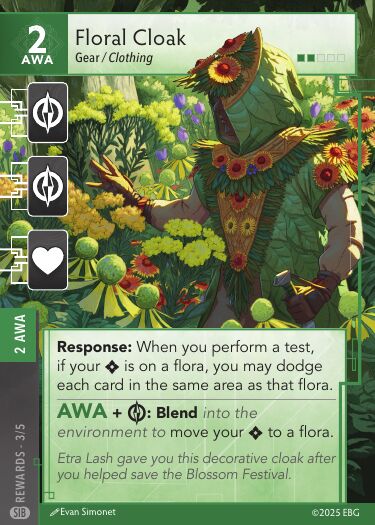 2
AWA
Floral Cloak
Gear / Clothing
2 AWA
Response: When you perform a test,
if your is on a flora, you may dodge
each card in the same area as that flora.
AWA + : Blend into the
environment to move your to a flora.
Etra Lash gave you this decorative cloak after
you helped save the Blossom Festival.
REWARDS - 3/5
SIB
Evan Simonet
©2025 EBG